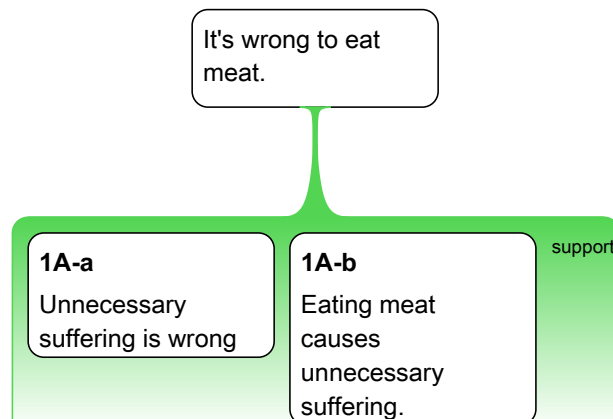 It's wrong to eat
meat.
1A-a
Unnecessary
suffering is wrong
1A-b
Eating meat
causes
unnecessary
suffering.
support